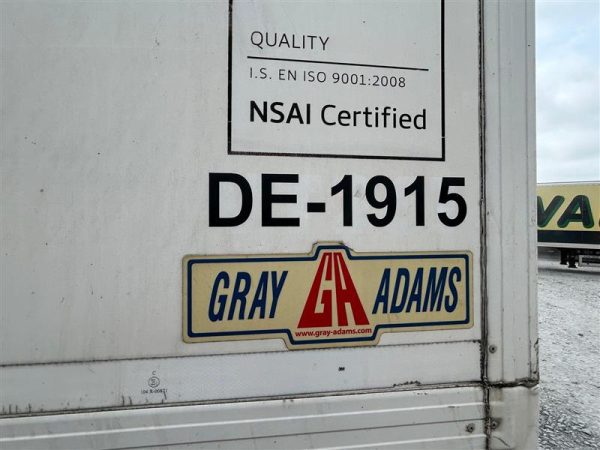 QUALITY
I.S. EN ISO 9001:2008
NSAI Certified
DE-1915
GRAY GA ADAMS
www.gray-adams.com